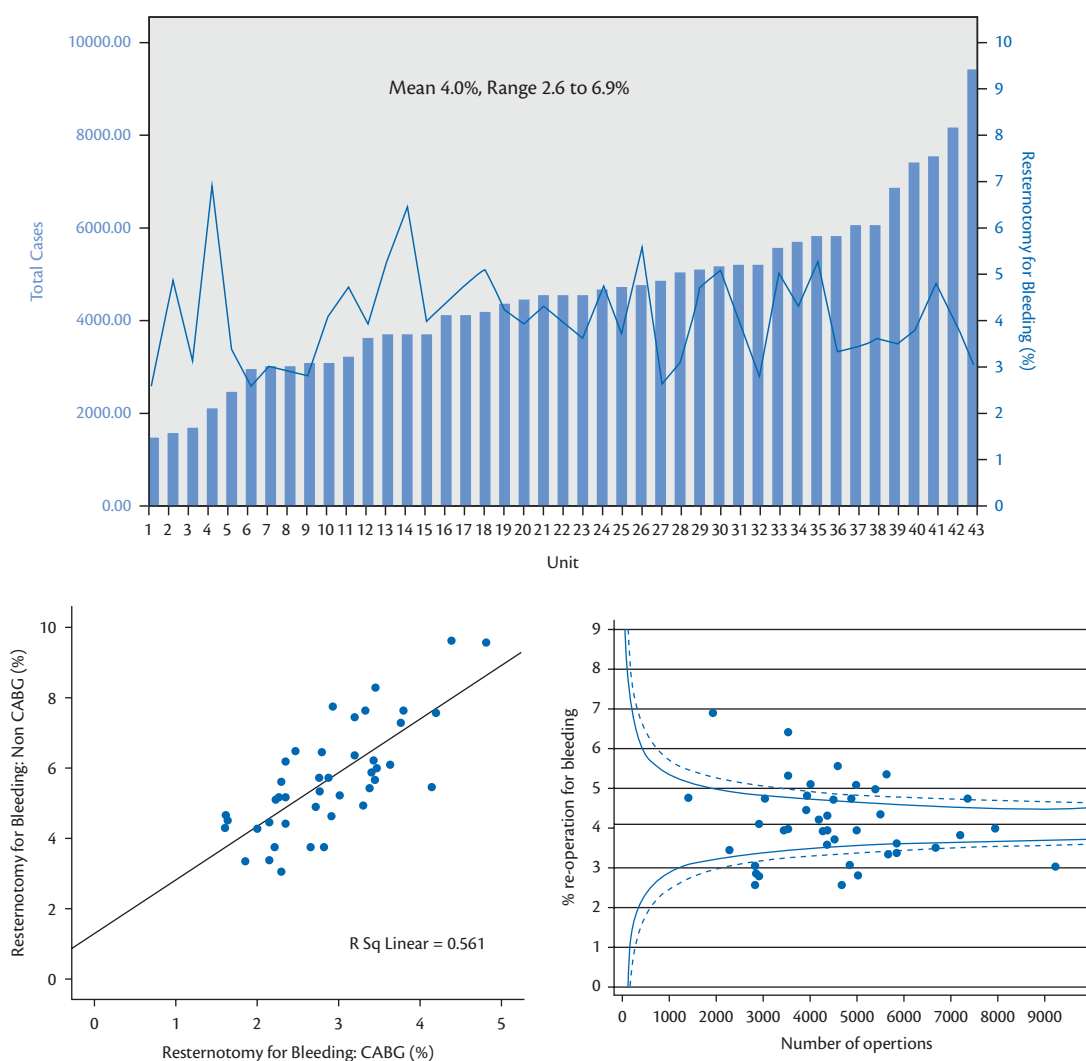 Total Cases
10000.00
8000.00
6000.00
4000.00
2000.00
0.00
Mean 4.0%, Range 2.6 to 6.9%
10
9
8
7
6
5
4
3
2
1
0
Resternotomy for Bleeding (%)
1 2 3 4 5 6 7 8 9 10 11 12 13 14 15 16 17 18 19 20 21 22 23 24 25 26 27 28 29 30 31 32 33 34 35 36 37 38 39 40 41 42 43
Unit
Resternotomy for Bleeding: Non CABG (%)
10
8
6
4
2
0
R Sq Linear = 0.561
0 1 2 3 4 5
Resternotomy for Bleeding: CABG (%)
% re-operation for bleeding
9
8
7
6
5
4
3
2
1
0
0 1000 2000 3000 4000 5000 6000 7000 8000 9000
Number of opertions